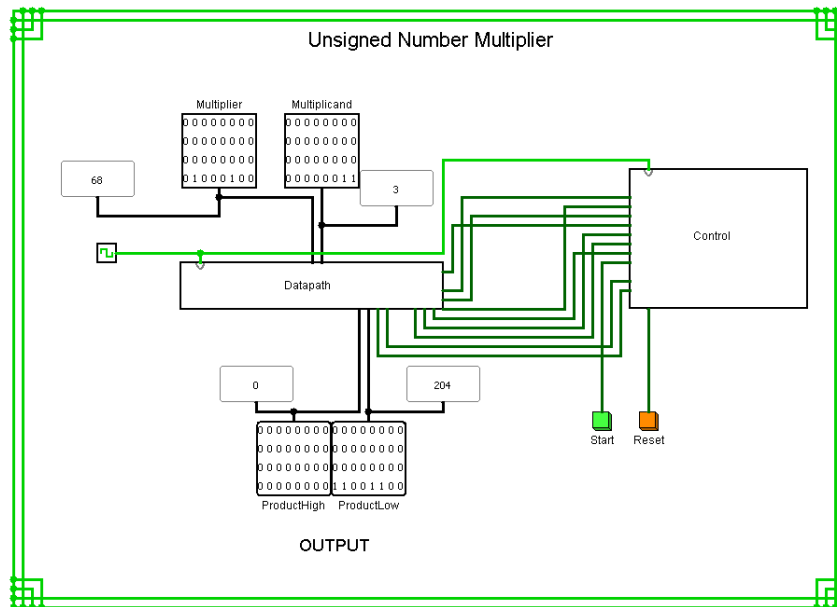 Unsigned Number Multiplier
Multiplier
Multiplicand
0 0 0 0 0 0 0 0
0 0 0 0 0 0 0 0
0 0 0 0 0 0 0 0
0 1 0 0 0 1 0 0
0 0 0 0 0 0 0 0
0 0 0 0 0 0 0 0
0 0 0 0 0 0 0 0
0 0 0 0 0 0 1 1
68
3
Control
Datapath
0
204
0 0 0 0 0 0 0 0
0 0 0 0 0 0 0 0
0 0 0 0 0 0 0 0
0 0 0 0 0 0 0 0
0 0 0 0 0 0 0 0
0 0 0 0 0 0 0 0
0 0 0 0 0 0 0 0
1 1 0 0 1 1 0 0
Start
Reset
ProductHigh
ProductLow
OUTPUT